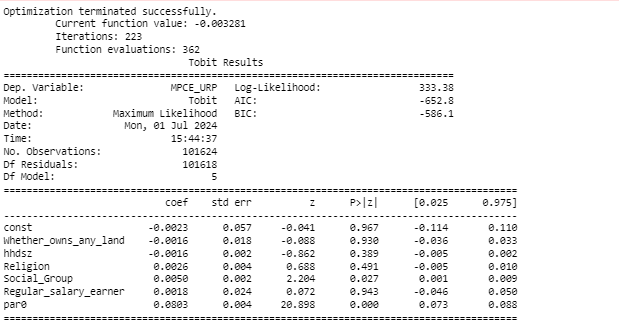 Optimization terminated successfully.
         Current function value: -0.003281
         Iterations: 223
         Function evaluations: 362
                              Tobit Results
==============================================================================
Dep. Variable:               MPCE_URP   Log-Likelihood:                 333.38
Model:                          Tobit   AIC:                            -652.8
Method:            Maximum Likelihood   BIC:                            -586.1
Date:                Mon, 01 Jul 2024
Time:                        15:44:37
No. Observations:              101624
Df Residuals:                  101618
Df Model:                           5
==============================================================================
coef    std err          z      P>|z|      [0.025      0.975]
------------------------------------------------------------------------------
const                  -0.0023      0.057     -0.041      0.967      -0.114       0.110
Whether_owns_any_land  -0.0016      0.018     -0.088      0.930      -0.036       0.033
hhdsz                  -0.0016      0.002     -0.862      0.389      -0.005       0.002
Religion                0.0026      0.004      0.688      0.491      -0.005       0.010
Social_Group            0.0050      0.002      2.204      0.027       0.001       0.009
Regular_salary_earner   0.0018      0.024      0.072      0.943      -0.046       0.050
par0                    0.0803      0.004     20.898      0.000       0.073       0.088
==============================================================================